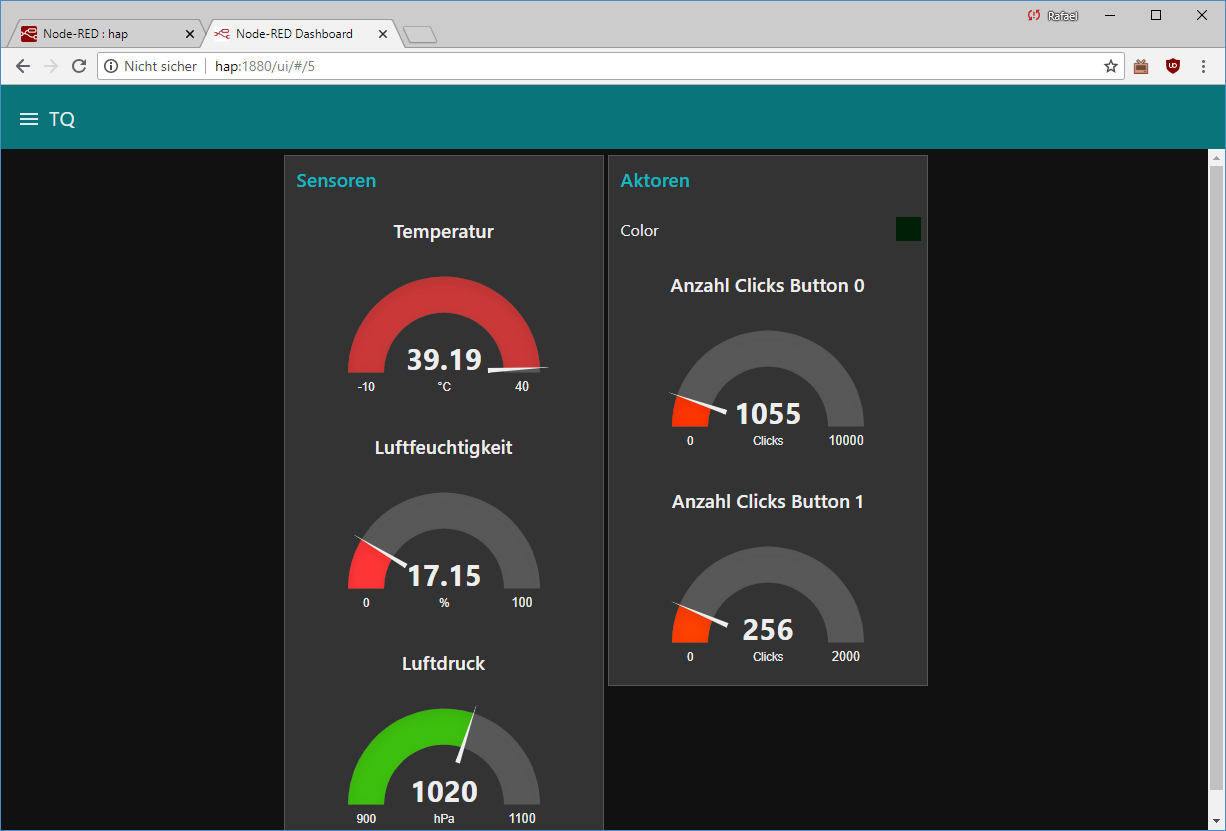 Rafael
Node-RED : hap
Node-RED Dashboard
Nicht sicher
hap:1880/ui/#/5
TQ
Sensoren
Temperatur
39.19
-10 °C 40
Luftfeuchtigkeit
17.15
0 % 100
Luftdruck
1020
900 hPa 1100
Aktoren
Color
Anzahl Clicks Button 0
1055
0 Clicks 10000
Anzahl Clicks Button 1
256
0 Clicks 2000